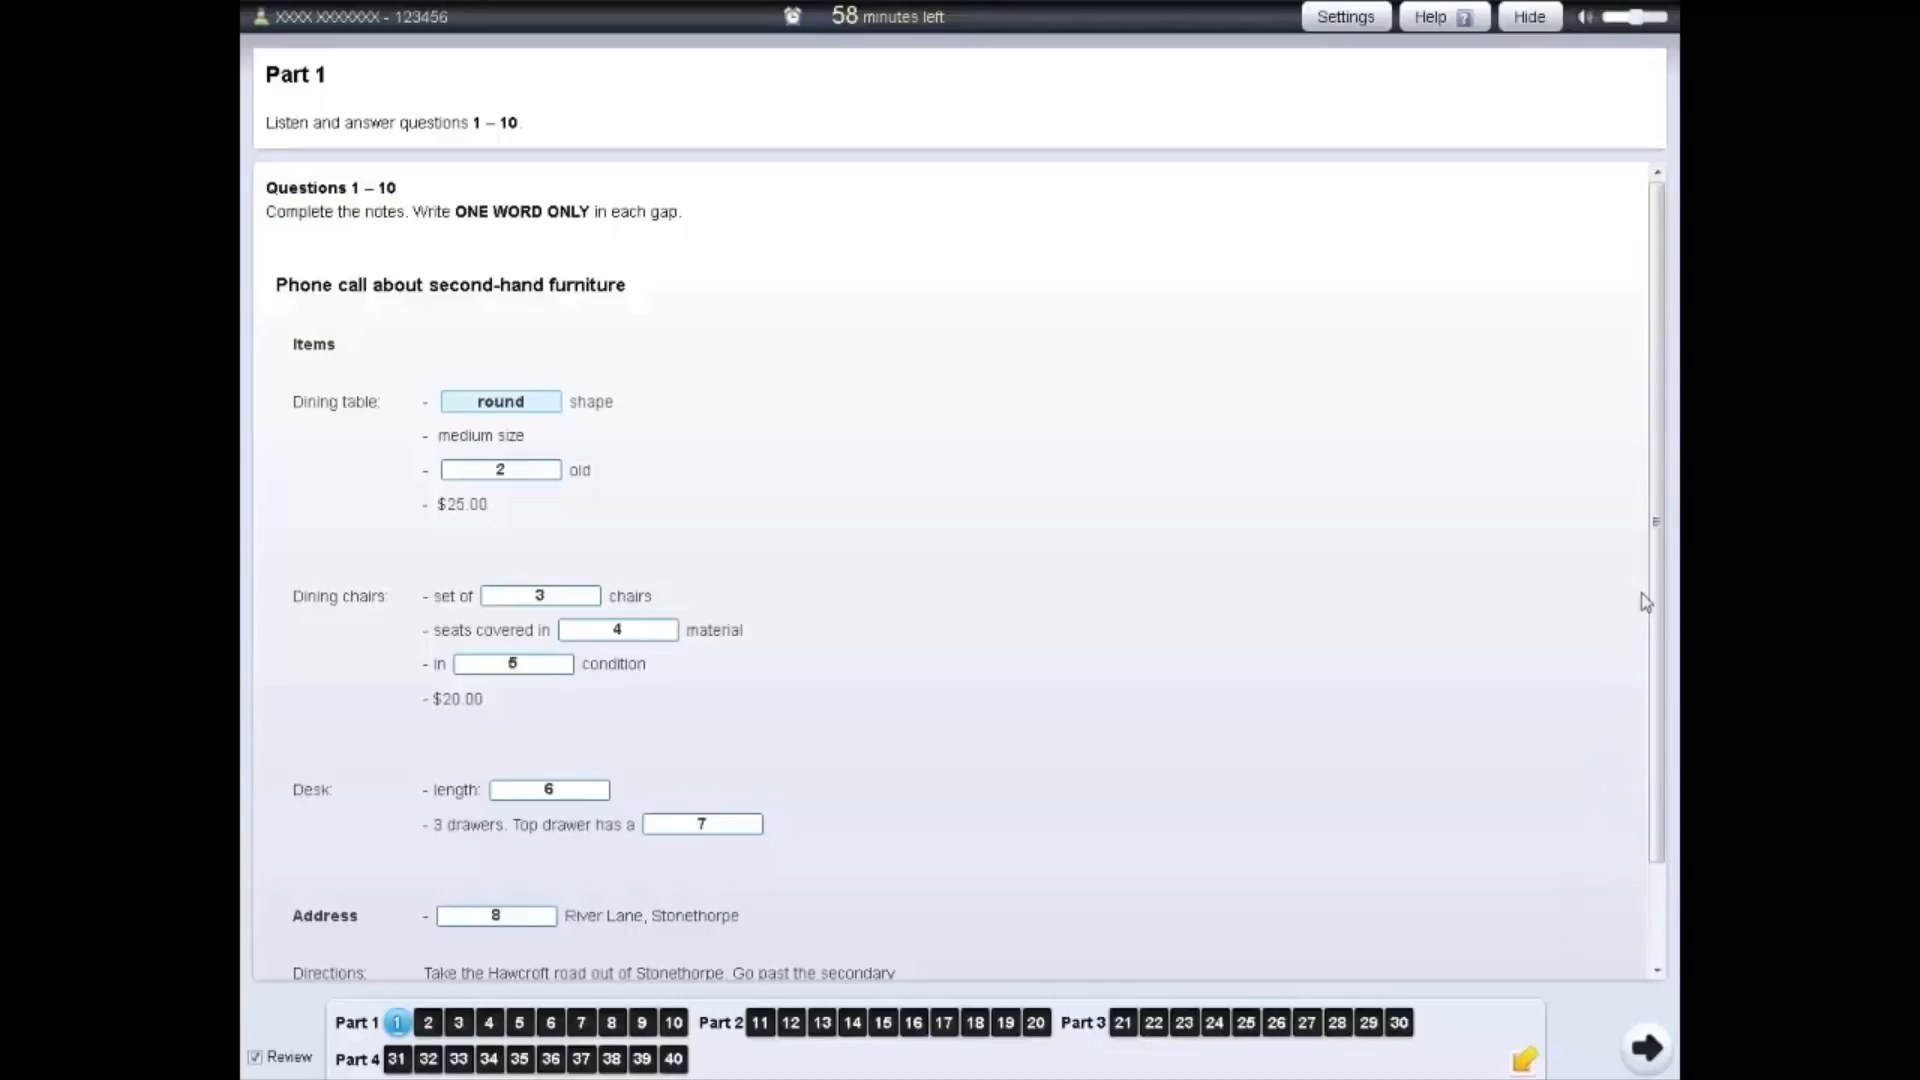 XXXX XXXXXXX - 123456 58 minutes left Settings Help ? Hide
Part 1
Listen and answer questions 1 – 10.
Questions 1 – 10
Complete the notes. Write ONE WORD ONLY in each gap.
Phone call about second-hand furniture
Items
Dining table: - round shape
- medium size
- 2 old
- $25.00
Dining chairs: - set of 3 chairs
- seats covered in 4 material
- in 5 condition
- $20.00
Desk: - length: 6
- 3 drawers. Top drawer has a 7
Address - 8 River Lane, Stonethorpe
Directions: Take the Hawcroft road out of Stonethorpe. Go past the secondary
Part 1 1 2 3 4 5 6 7 8 9 10 Part 2 11 12 13 14 15 16 17 18 19 20 Part 3 21 22 23 24 25 26 27 28 29 30
Review Part 4 31 32 33 34 35 36 37 38 39 40